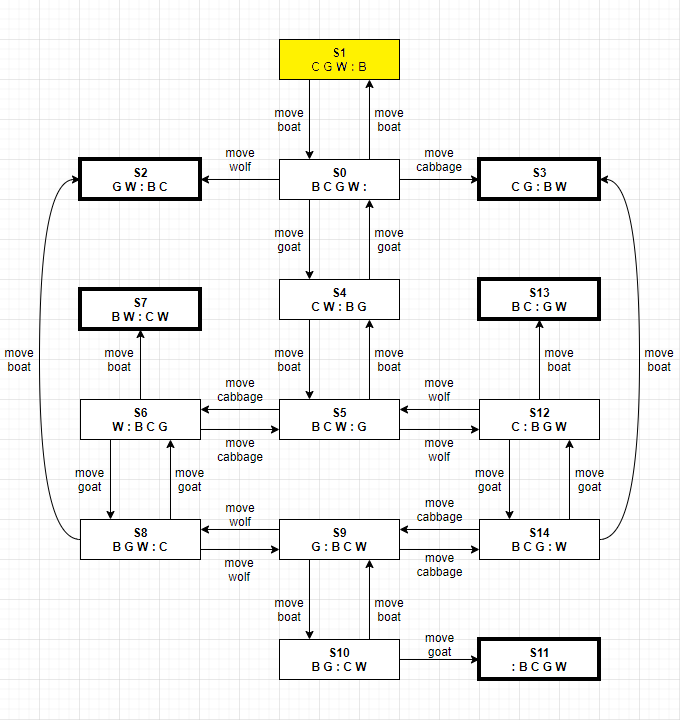 S1
C G W : B
move
boat
move
boat
move
wolf
move
cabbage
S2
G W : B C
S0
B C G W :
S3
C G : B W
move
goat
move
goat
S7
B W : C W
S4
C W : B G
S13
B C : G W
move
boat
move
boat
move
boat
move
boat
move
boat
move
boat
move
cabbage
move
wolf
S6
W : B C G
S5
B C W : G
S12
C : B G W
move
cabbage
move
wolf
move
goat
move
goat
move
goat
move
goat
move
wolf
move
cabbage
S8
B G W : C
S9
G : B C W
S14
B C G : W
move
wolf
move
cabbage
move
boat
move
boat
S10
B G : C W
move
goat
S11
: B C G W